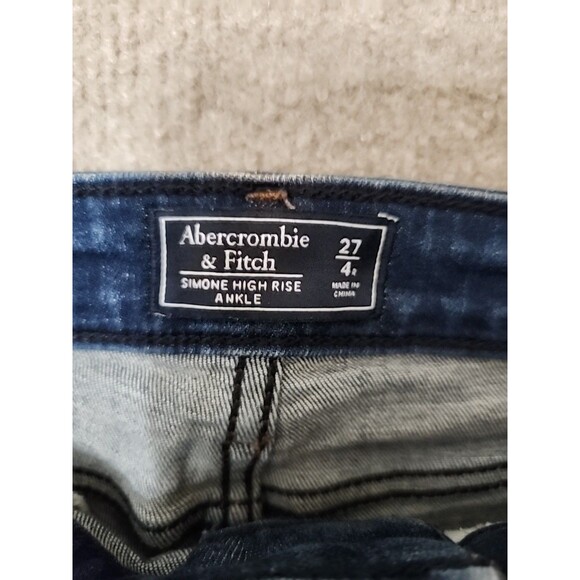 Abercrombie
& Fitch
SIMONE HIGH RISE
ANKLE
27
4R
MADE IN
CHINA